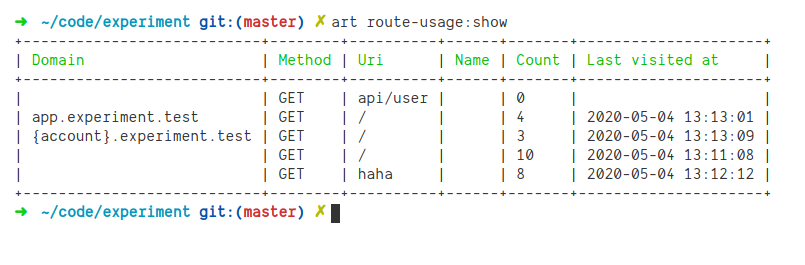 ➜  ~/code/experiment git:(master) ✗ art route-usage:show
+---------------------------+--------+----------+------+-------+---------------------+
| Domain                    | Method | Uri      | Name | Count | Last visited at     |
+---------------------------+--------+----------+------+-------+---------------------+
|                           | GET    | api/user |      | 0     |                     |
| app.experiment.test       | GET    | /        |      | 4     | 2020-05-04 13:13:01 |
| {account}.experiment.test | GET    | /        |      | 3     | 2020-05-04 13:13:09 |
|                           | GET    | /        |      | 10    | 2020-05-04 13:11:08 |
|                           | GET    | haha     |      | 8     | 2020-05-04 13:12:12 |
+---------------------------+--------+----------+------+-------+---------------------+
➜  ~/code/experiment git:(master) ✗